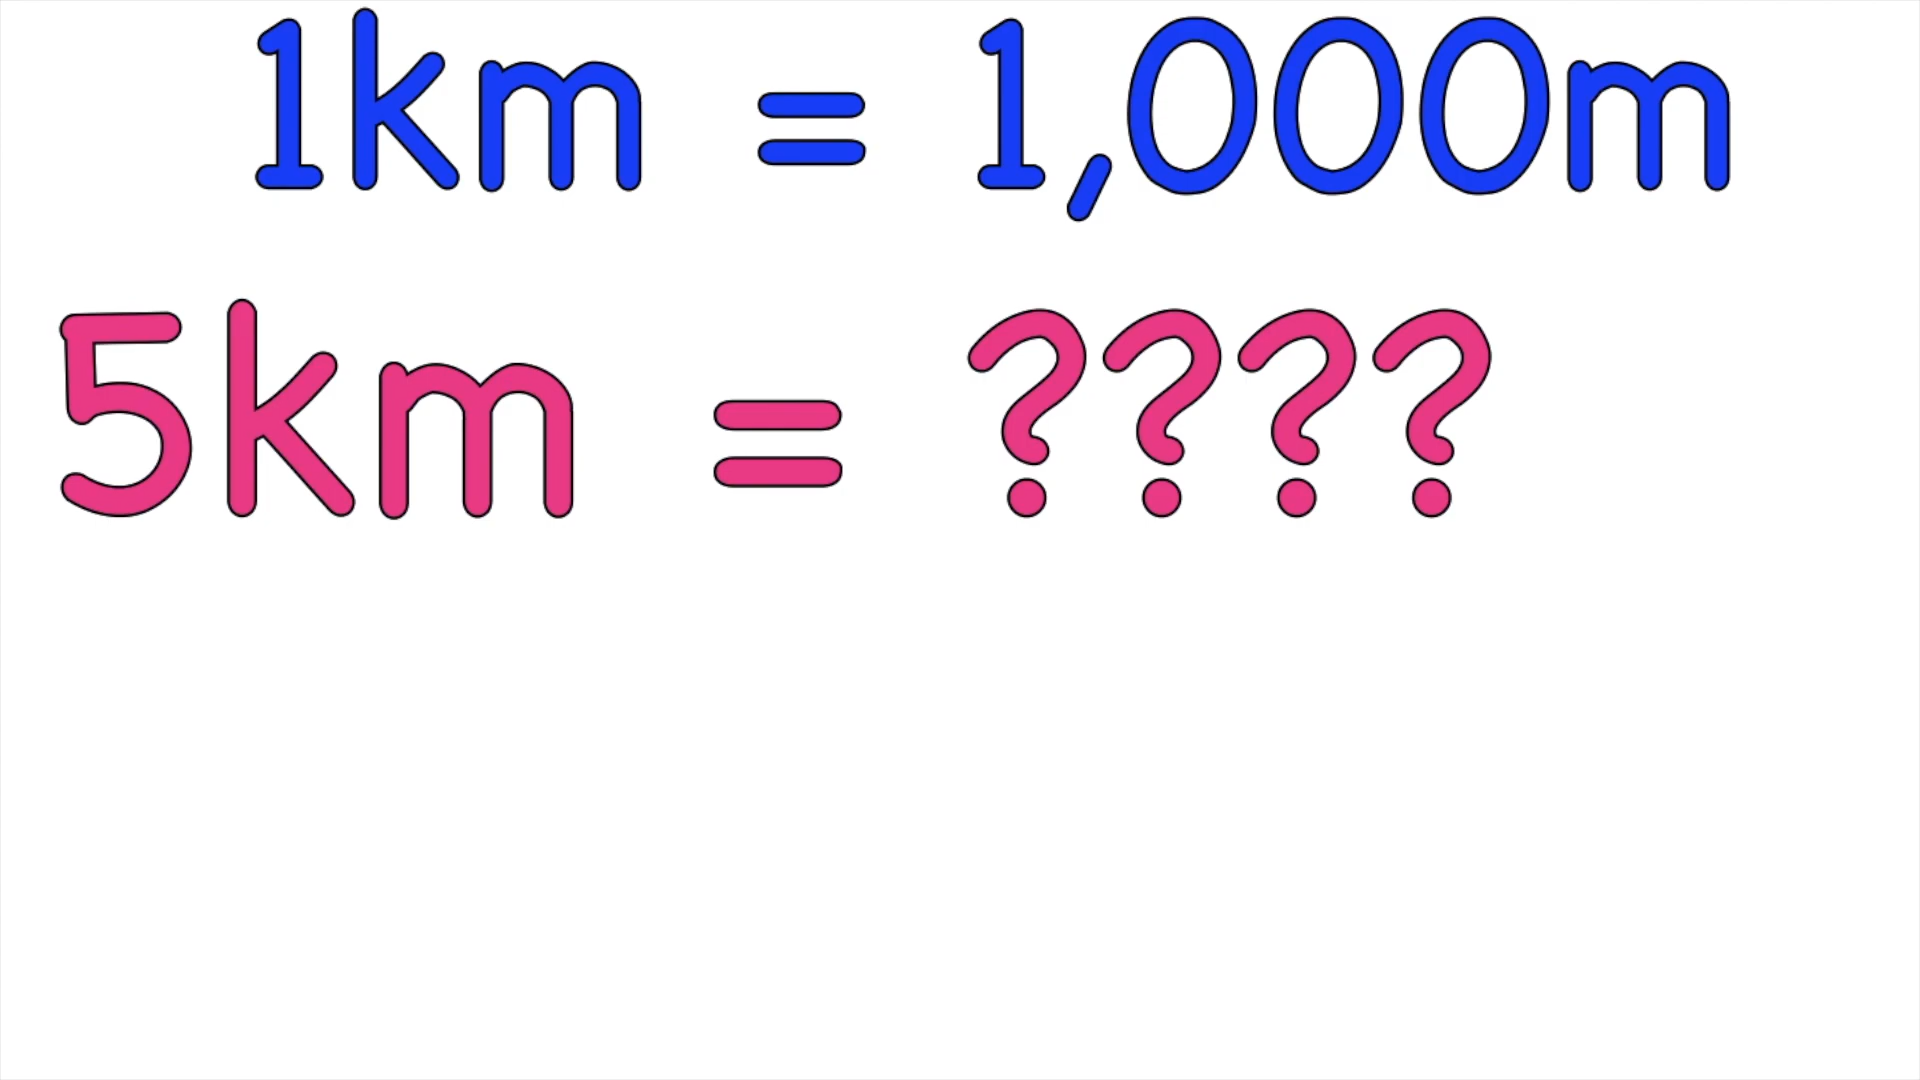 1km = 1,000m
5km = ????